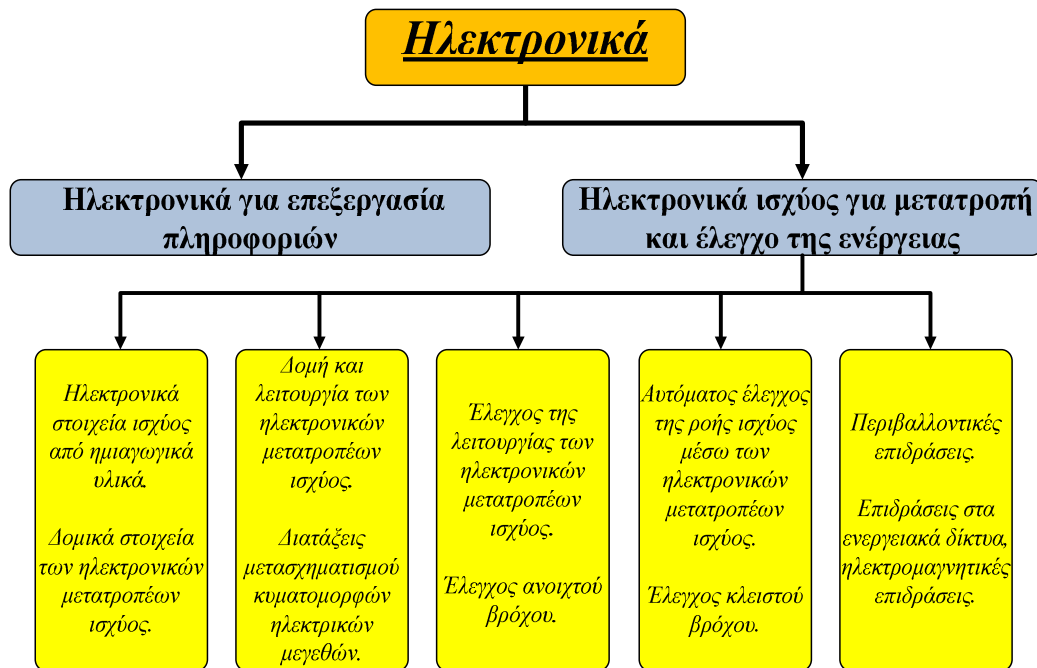 Ηλεκτρονικά
Ηλεκτρονικά για επεξεργασία
πληροφοριών
Ηλεκτρονικά ισχύος για μετατροπή
και έλεγχο της ενέργειας
Ηλεκτρονικά
στοιχεία ισχύος
από ημιαγωγικά
υλικά.
Δομικά στοιχεία
των ηλεκτρονικών
μετατροπέων
ισχύος.
Δομή και
λειτουργία των
ηλεκτρονικών
μετατροπέων
ισχύος.
Διατάξεις
μετασχηματισμού
κυματομορφών
ηλεκτρικών
μεγεθών.
Έλεγχος της
λειτουργίας των
ηλεκτρονικών
μετατροπέων
ισχύος.
Έλεγχος ανοιχτού
βρόχου.
Αυτόματος έλεγχος
της ροής ισχύος
μέσω των
ηλεκτρονικών
μετατροπέων
ισχύος.
Έλεγχος κλειστού
βρόχου.
Περιβαλλοντικές
επιδράσεις.
Επιδράσεις στα
ενεργειακά δίκτυα,
ηλεκτρομαγνητικές
επιδράσεις.